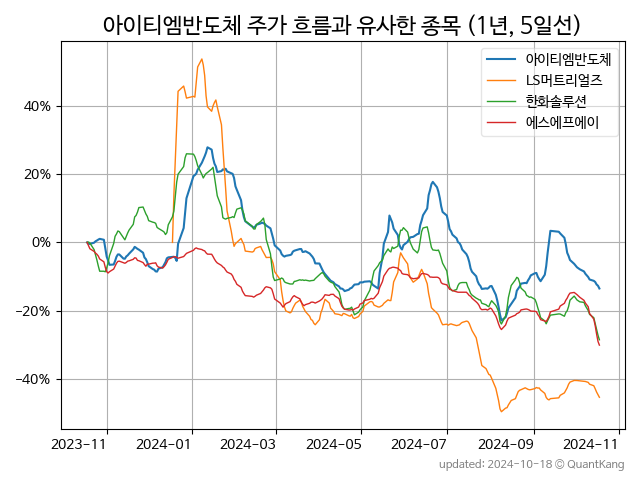 아이티엠반도체 주가 흐름과 유사한 종목 (1년, 5일선)
아이티엠반도체
LS머트리얼즈
한화솔루션
에스에프에이
40%
20%
0%
−20%
−40%
2023-11 2024-01 2024-03 2024-05 2024-07 2024-09 2024-11
updated: 2024-10-18 © QuantKang